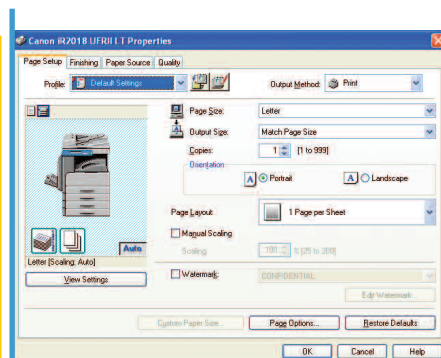 Canon iR2018 UFRII LT Properties
Page Setup Finishing Paper Source Quality
Profile: Default Settings Output Method: Print
Page Size: Letter
Output Size: Match Page Size
Copies: 1 [1 to 999]
Orientation
A Portrait A Landscape
Page Layout: 1 Page per Sheet
Manual Scaling
Scaling: 100 % [25 to 200]
Auto
Letter [Scaling: Auto]
View Settings
Watermark: CONFIDENTIAL
Edit Watermark...
Custom Paper Size... Page Options... Restore Defaults
OK Cancel Help